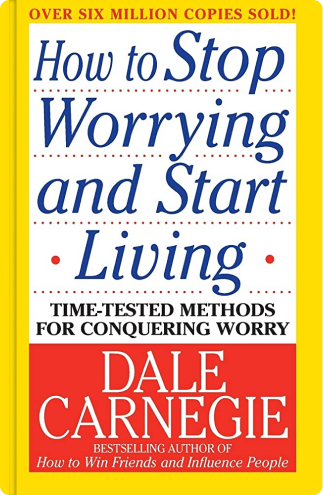 OVER SIX MILLION COPIES SOLD!
How to Stop
Worrying
and Start
• Living •
TIME-TESTED METHODS
FOR CONQUERING WORRY
DALE
CARNEGIE
BESTSELLING AUTHOR OF
How to Win Friends and Influence People